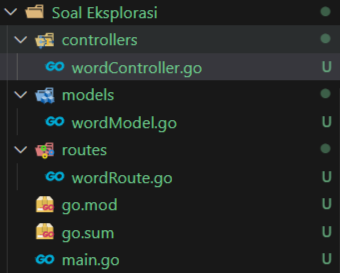 Soal Eksplorasi
controllers
GO wordController.go U
models
GO wordModel.go U
routes
GO wordRoute.go U
go.mod U
go.sum U
GO main.go U